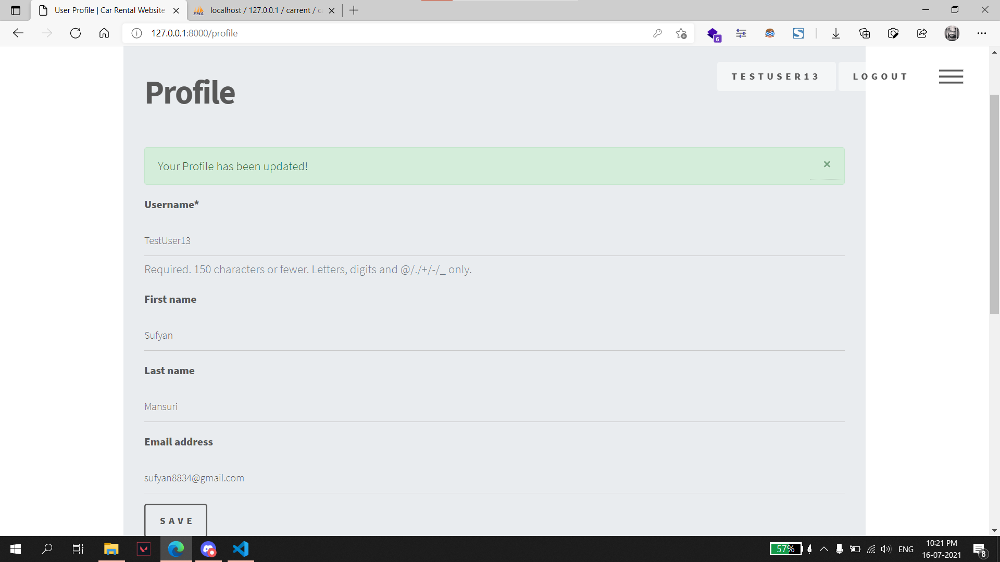 User Profile | Car Rental Website
localhost / 127.0.0.1 / carrent / c
127.0.0.1:8000/profile
6
TESTUSER13
LOGOUT
Profile
Your Profile has been updated!
×
Username*
TestUser13
Required. 150 characters or fewer. Letters, digits and @/./+/-/_ only.
First name
Sufyan
Last name
Mansuri
Email address
sufyan8834@gmail.com
SAVE
57%
ENG
10:21 PM
16-07-2021
8
PMA